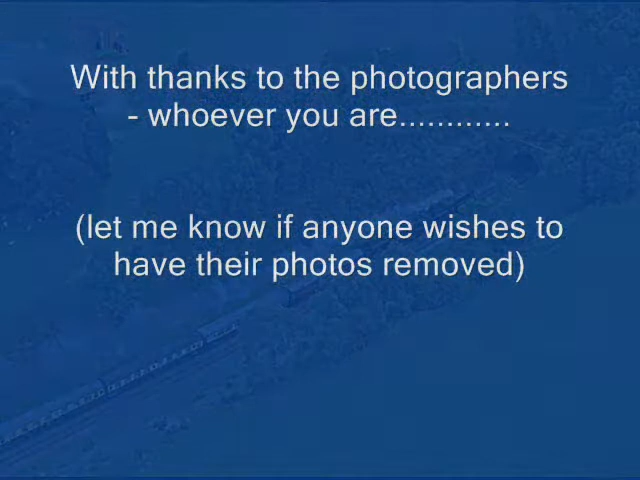 With thanks to the photographers
- whoever you are............
(let me know if anyone wishes to
have their photos removed)